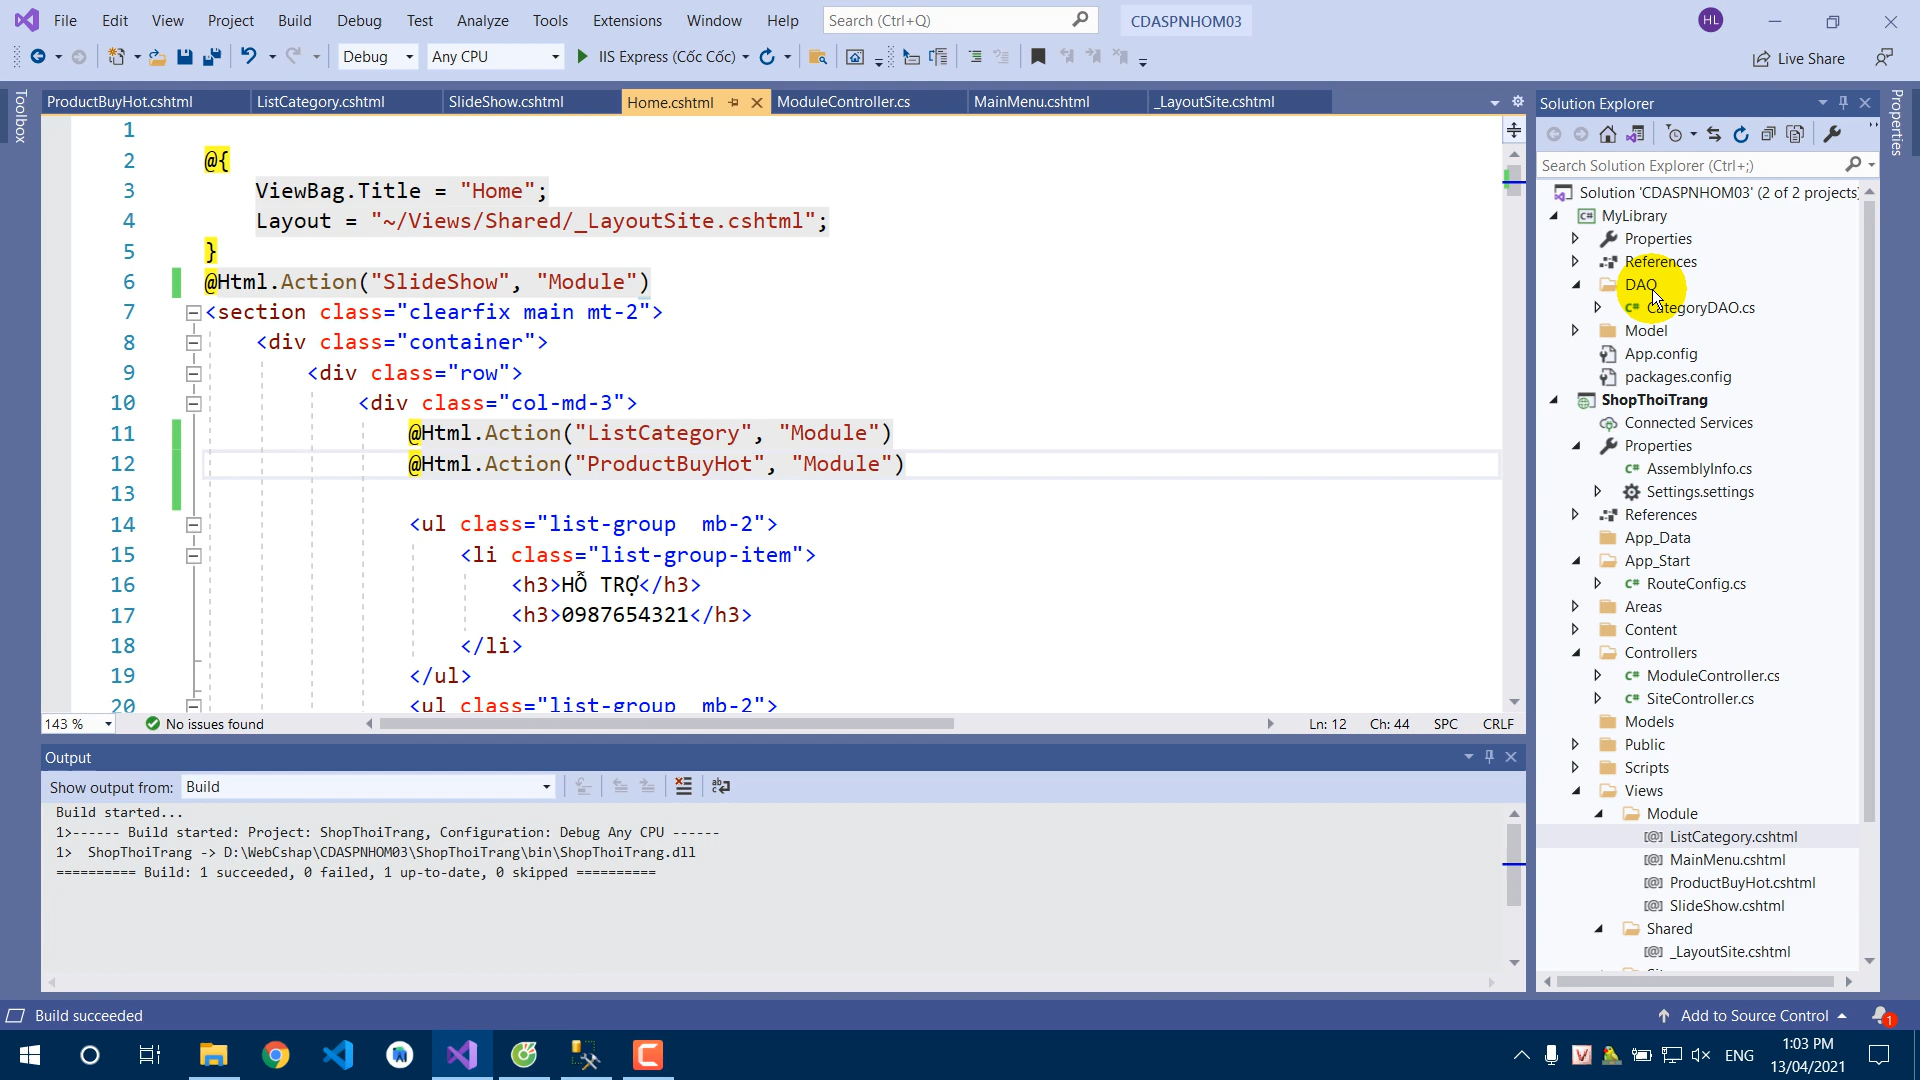 File Edit View Project Build Debug Test Analyze Tools Extensions Window Help Search (Ctrl+Q) CDASPNHOM03 HL
Debug Any CPU IIS Express (Cốc Cốc) Live Share
Toolbox
ProductBuyHot.cshtml ListCategory.cshtml SlideShow.cshtml Home.cshtml ModuleController.cs MainMenu.cshtml _LayoutSite.cshtml
1
2 @{
3 ViewBag.Title = "Home";
4 Layout = "~/Views/Shared/_LayoutSite.cshtml";
5 }
6 @Html.Action("SlideShow", "Module")
7 <section class="clearfix main mt-2">
8 <div class="container">
9 <div class="row">
10 <div class="col-md-3">
11 @Html.Action("ListCategory", "Module")
12 @Html.Action("ProductBuyHot", "Module")
13
14 <ul class="list-group  mb-2">
15 <li class="list-group-item">
16 <h3>HỖ TRỢ</h3>
17 <h3>0987654321</h3>
18 </li>
19 </ul>
20 <ul class="list-group  mb-2">
143 % No issues found Ln: 12 Ch: 44 SPC CRLF
Output
Show output from: Build
Build started...
1>------ Build started: Project: ShopThoiTrang, Configuration: Debug Any CPU ------
1>  ShopThoiTrang -> D:\WebCshap\CDASPNHOM03\ShopThoiTrang\bin\ShopThoiTrang.dll
========== Build: 1 succeeded, 0 failed, 1 up-to-date, 0 skipped ==========
Solution Explorer
Search Solution Explorer (Ctrl+;)
Solution 'CDASPNHOM03' (2 of 2 projects)
MyLibrary
Properties
References
DAO
CategoryDAO.cs
Model
App.config
packages.config
ShopThoiTrang
Connected Services
Properties
AssemblyInfo.cs
Settings.settings
References
App_Data
App_Start
RouteConfig.cs
Areas
Content
Controllers
ModuleController.cs
SiteController.cs
Models
Public
Scripts
Views
Module
ListCategory.cshtml
MainMenu.cshtml
ProductBuyHot.cshtml
SlideShow.cshtml
Shared
_LayoutSite.cshtml
Properties
Build succeeded Add to Source Control 1
ENG 1:03 PM
13/04/2021